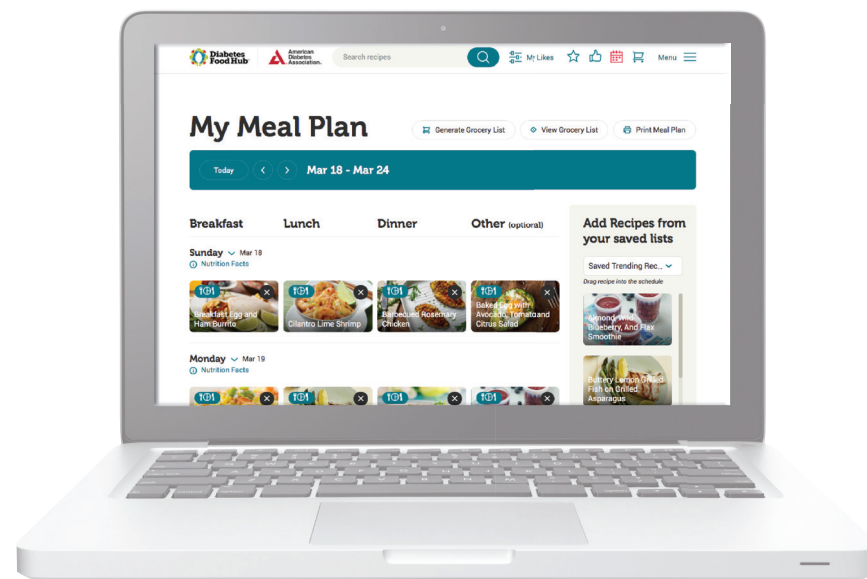 Diabetes
Food Hub
American
Diabetes
Association.
Search recipes
My Likes
Menu
My Meal Plan
Generate Grocery List
View Grocery List
Print Meal Plan
Today
Mar 18 - Mar 24
Breakfast
Lunch
Dinner
Other (optional)
Add Recipes from
your saved lists
Sunday
Mar 18
Nutrition Facts
Saved Trending Rec...
Drag recipe into the schedule
Breakfast Egg and
Ham Burrito
Cilantro Lime Shrimp
Barbecued Rosemary
Chicken
Baked Egg with
Avocado, Tomato and
Citrus Salad
Almond, Wild
Blueberry, And Flax
Smoothie
Monday
Mar 19
Nutrition Facts
Buttery Lemon Grilled
Fish on Grilled
Asparagus